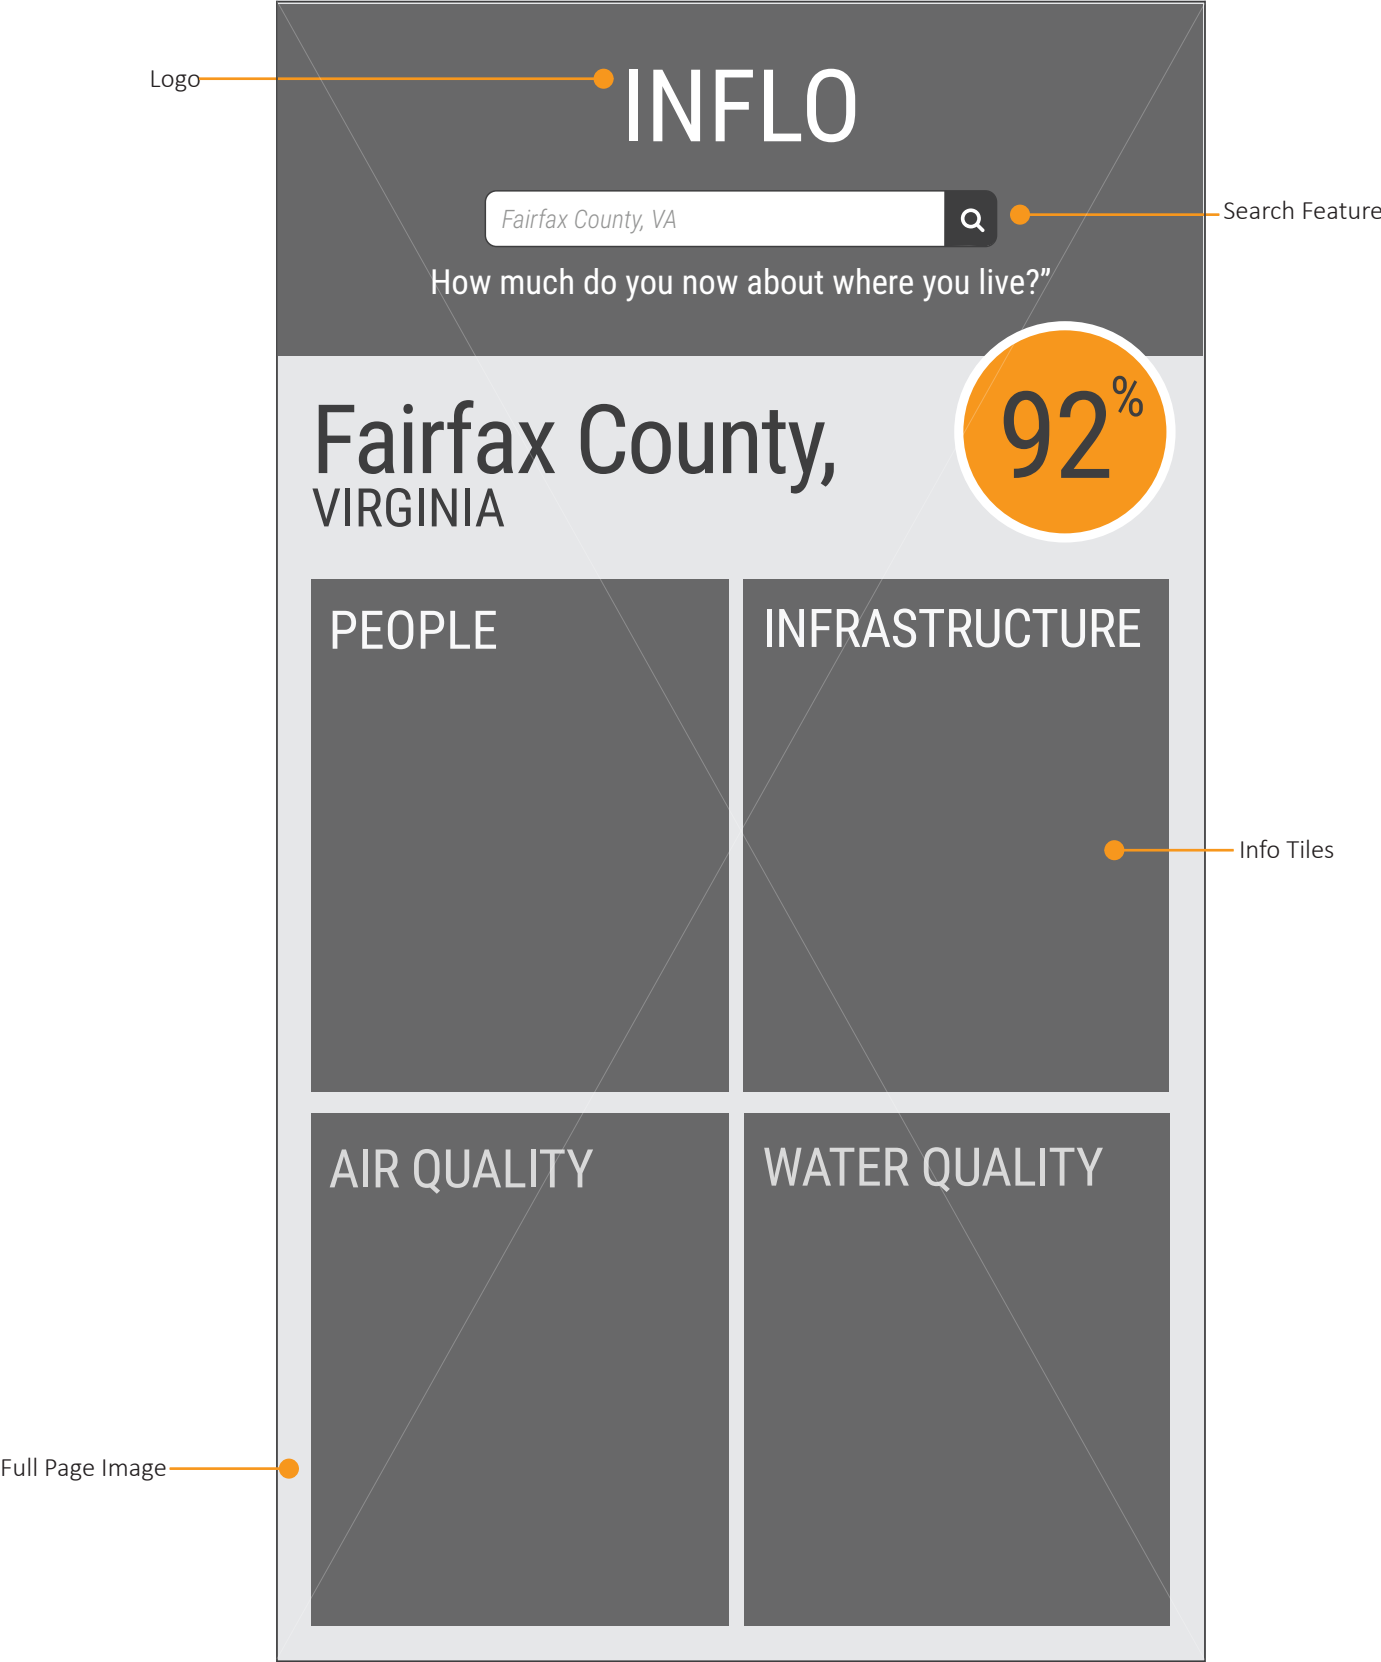 Logo
INFLO
Fairfax County, VA
Search Feature
How much do you now about where you live?”
Fairfax County,
VIRGINIA
92%
PEOPLE
INFRASTRUCTURE
Info Tiles
AIR QUALITY
WATER QUALITY
Full Page Image